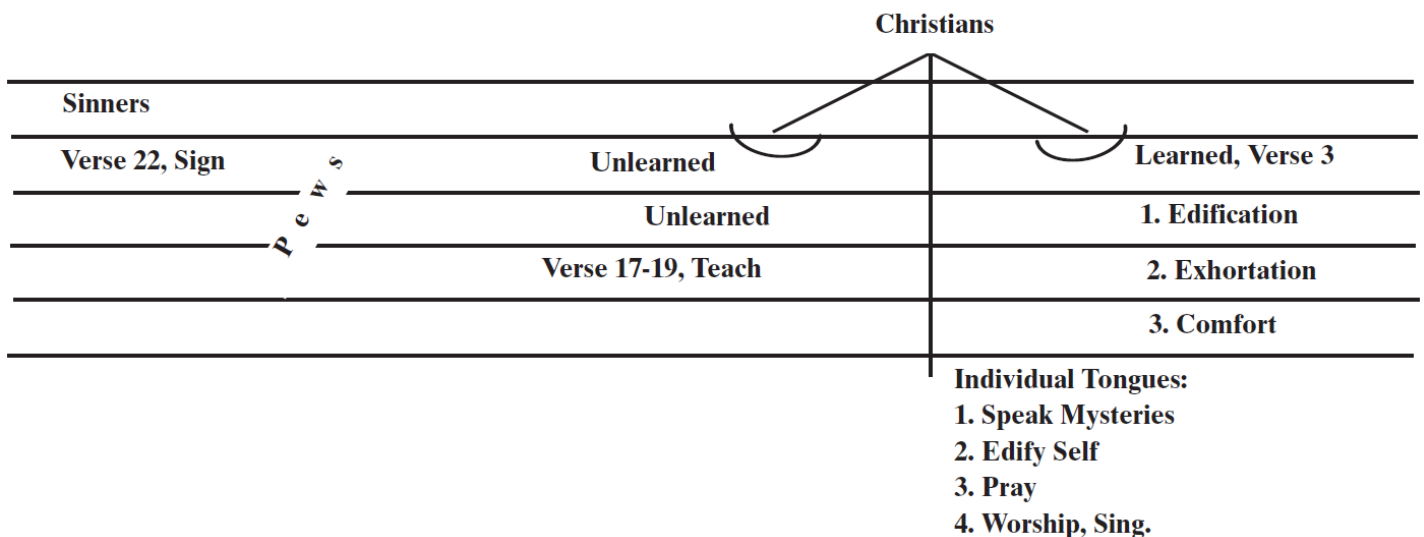 Christians
Sinners
Verse 22, Sign
Pews
Unlearned
Learned, Verse 3
Unlearned
1. Edification
Verse 17-19, Teach
2. Exhortation
3. Comfort
Individual Tongues:
1. Speak Mysteries
2. Edify Self
3. Pray
4. Worship, Sing.